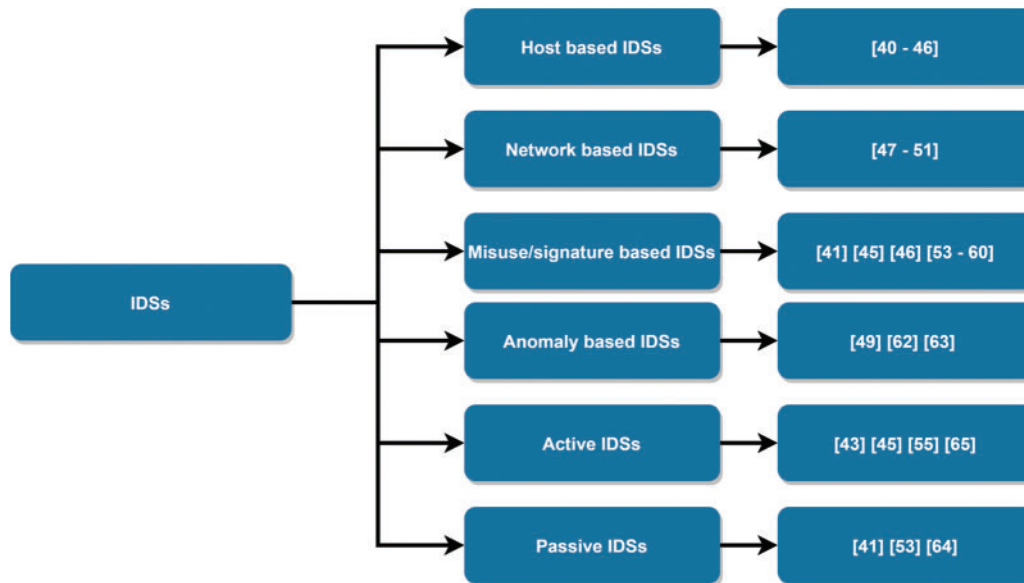 Host based IDSs
[40 - 46]
Network based IDSs
[47 - 51]
Misuse/signature based IDSs
[41] [45] [46] [53 - 60]
IDSs
Anomaly based IDSs
[49] [62] [63]
Active IDSs
[43] [45] [55] [65]
Passive IDSs
[41] [53] [64]